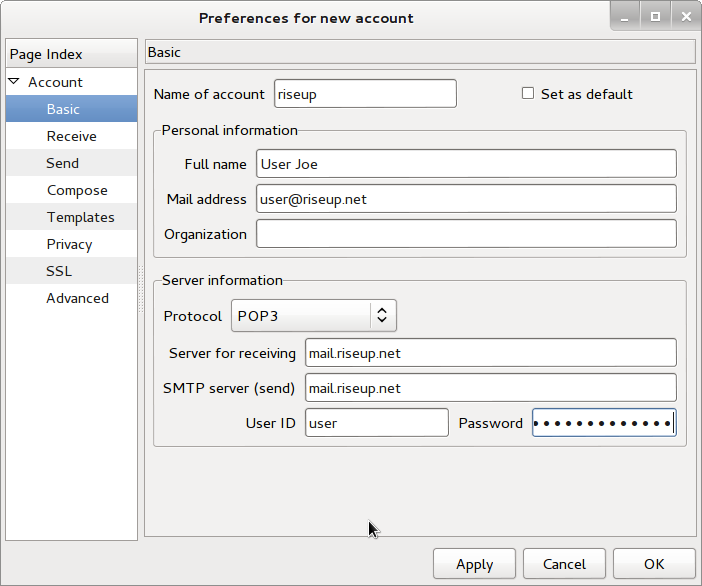 Preferences for new account
Page Index
Account
Basic
Receive
Send
Compose
Templates
Privacy
SSL
Advanced
Basic
Name of account riseup Set as default
Personal information
Full name User Joe
Mail address user@riseup.net
Organization
Server information
Protocol POP3
Server for receiving mail.riseup.net
SMTP server (send) mail.riseup.net
User ID user Password •••••••••••••
Apply Cancel OK